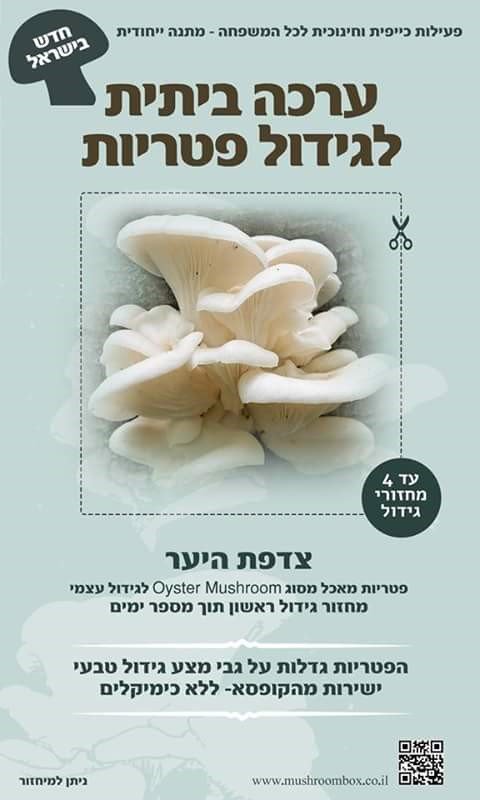 פעילות כייפית וחינוכית לכל המשפחה - מתנה ייחודית
חדש
בישראל
ערכה ביתית
לגידול פטריות
עד 4
מחזורי
גידול
צדפת היער
פטריות מאכל מסוג Oyster Mushroom לגידול עצמי
מחזור גידול ראשון תוך מספר ימים
הפטריות גדלות על גבי מצע גידול טבעי
ישירות מהקופסא- ללא כימיקלים
ניתן למיחזור
www.mushroombox.co.il